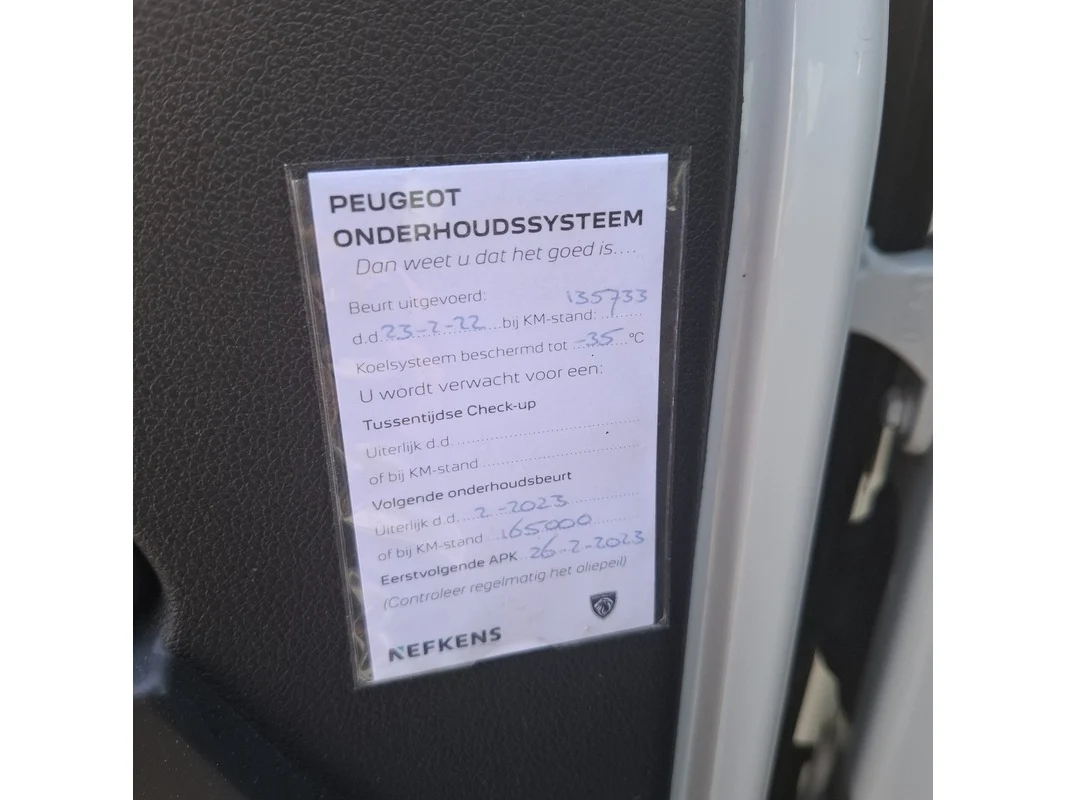 PEUGEOT
ONDERHOUDSSYSTEEM
Dan weet u dat het goed is....
Beurt uitgevoerd:
d.d. 23-2-22 bij KM-stand: 135733
Koelsysteem beschermd tot -35 °C
U wordt verwacht voor een:
Tussentijdse Check-up
Uiterlijk d.d.
of bij KM-stand
Volgende onderhoudsbeurt
Uiterlijk d.d. 2-2023
of bij KM-stand 165000
Eerstvolgende APK 26-2-2023
(Controleer regelmatig het oliepeil)
NEFKENS